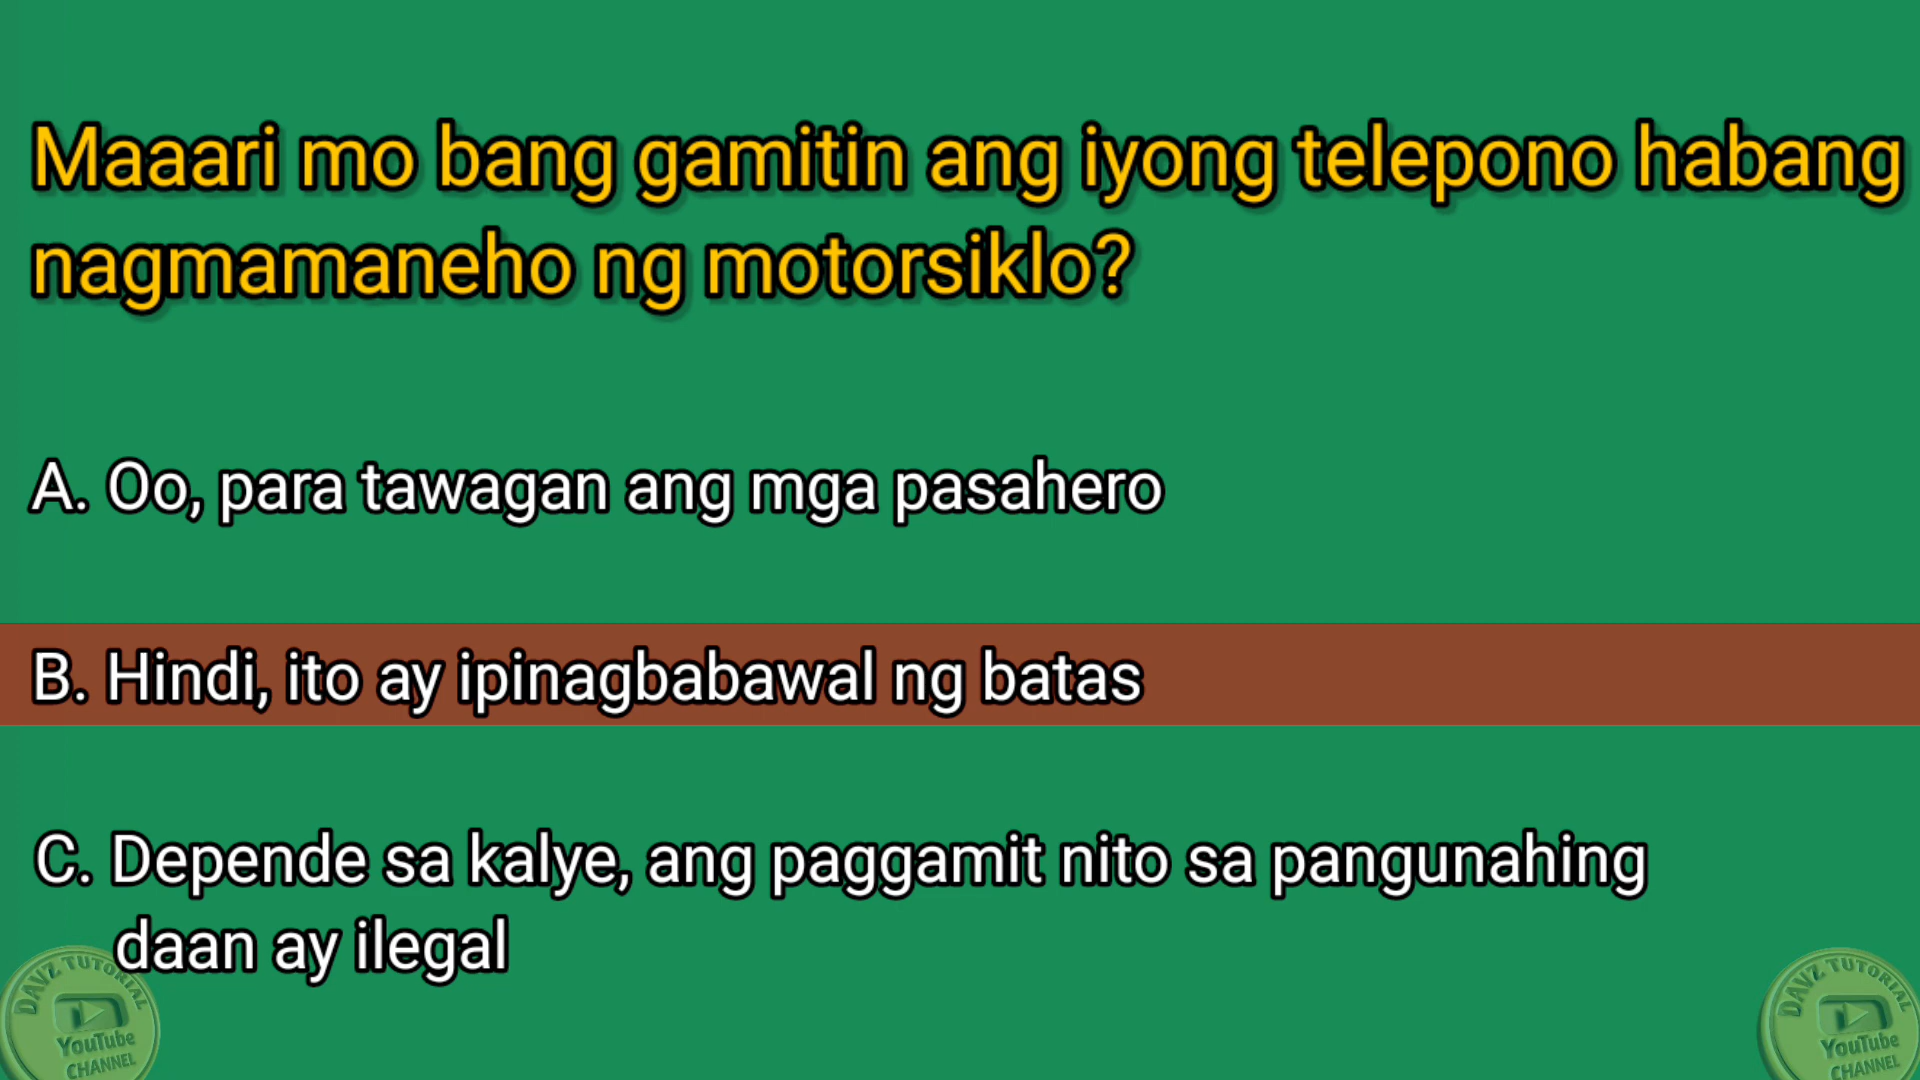 Maaari mo bang gamitin ang iyong telepono habang
nagmamaneho ng motorsiklo?
A. Oo, para tawagan ang mga pasahero
B. Hindi, ito ay ipinagbabawal ng batas
C. Depende sa kalye, ang paggamit nito sa pangunahing
daan ay ilegal
DAVZ TUTORIAL
YouTube
CHANNEL
DAVZ TUTORIAL
YouTube
CHANNEL